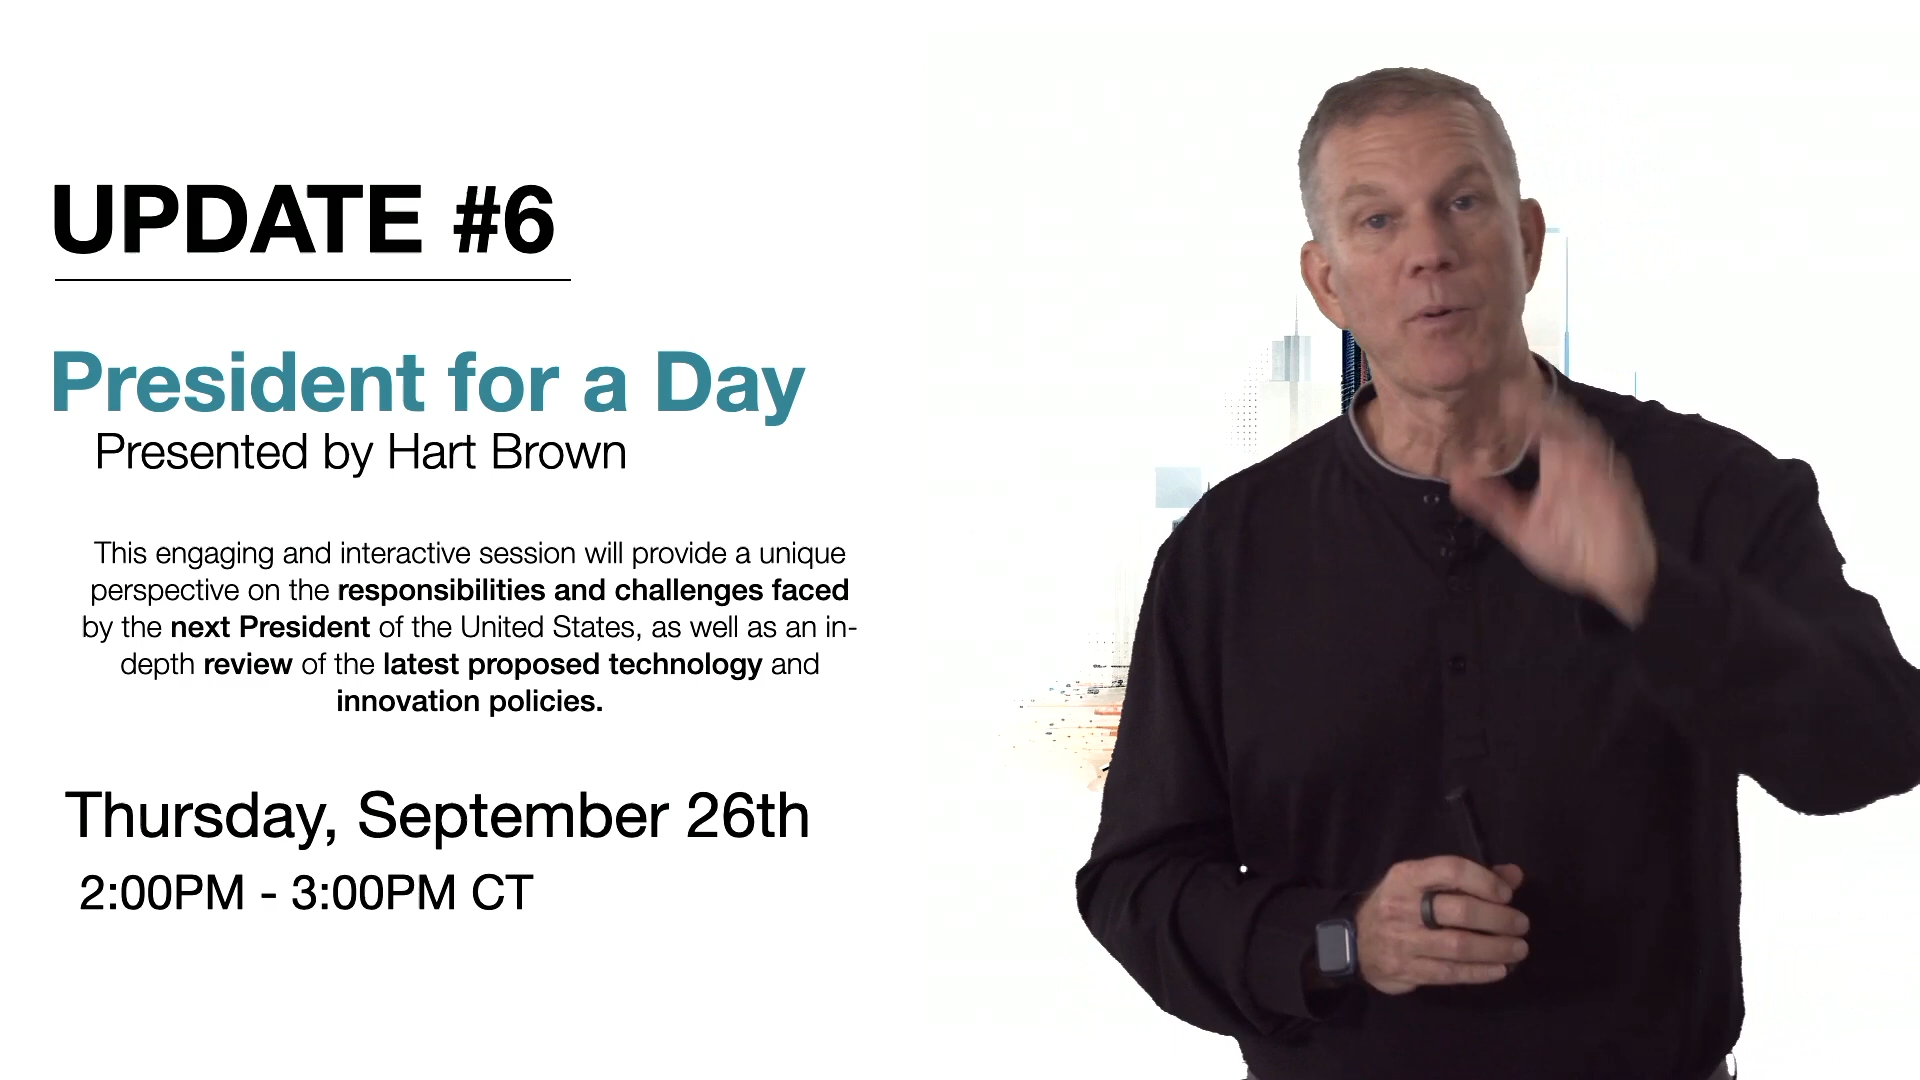 UPDATE #6
President for a Day
Presented by Hart Brown
This engaging and interactive session will provide a unique
perspective on the responsibilities and challenges faced
by the next President of the United States, as well as an in-
depth review of the latest proposed technology and
innovation policies.
Thursday, September 26th
2:00PM - 3:00PM CT